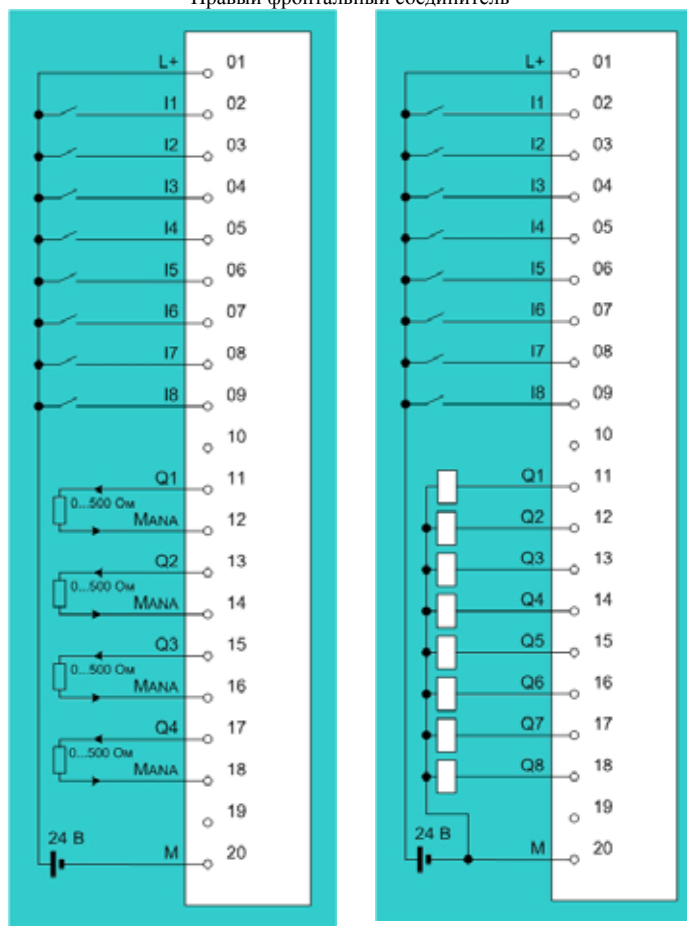 Правый фронтальный соединитель
L+ 01
I1 02
I2 03
I3 04
I4 05
I5 06
I6 07
I7 08
I8 09
10
Q1 11
0...500 Ом
MANA 12
Q2 13
0...500 Ом
MANA 14
Q3 15
0...500 Ом
MANA 16
Q4 17
0...500 Ом
MANA 18
19
24 В
M 20
L+ 01
I1 02
I2 03
I3 04
I4 05
I5 06
I6 07
I7 08
I8 09
10
Q1 11
Q2 12
Q3 13
Q4 14
Q5 15
Q6 16
Q7 17
Q8 18
19
24 В
M 20